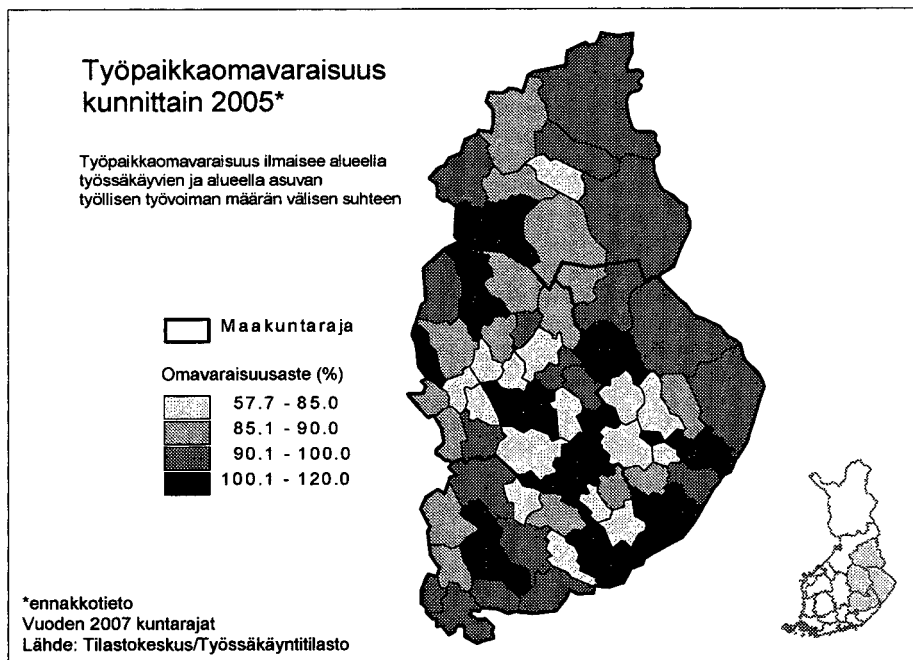 Työpaikkaomavaraisuus
kunnittain 2005*
Työpaikkaomavaraisuus ilmaisee alueella
työssäkäyvien ja alueella asuvan
työllisen työvoiman määrän välisen suhteen
Maakuntaraja
Omavaraisuusaste (%)
57.7 - 85.0
85.1 - 90.0
90.1 - 100.0
100.1 - 120.0
*ennakkotieto
Vuoden 2007 kuntarajat
Lähde: Tilastokeskus/Työssäkäyntitilasto